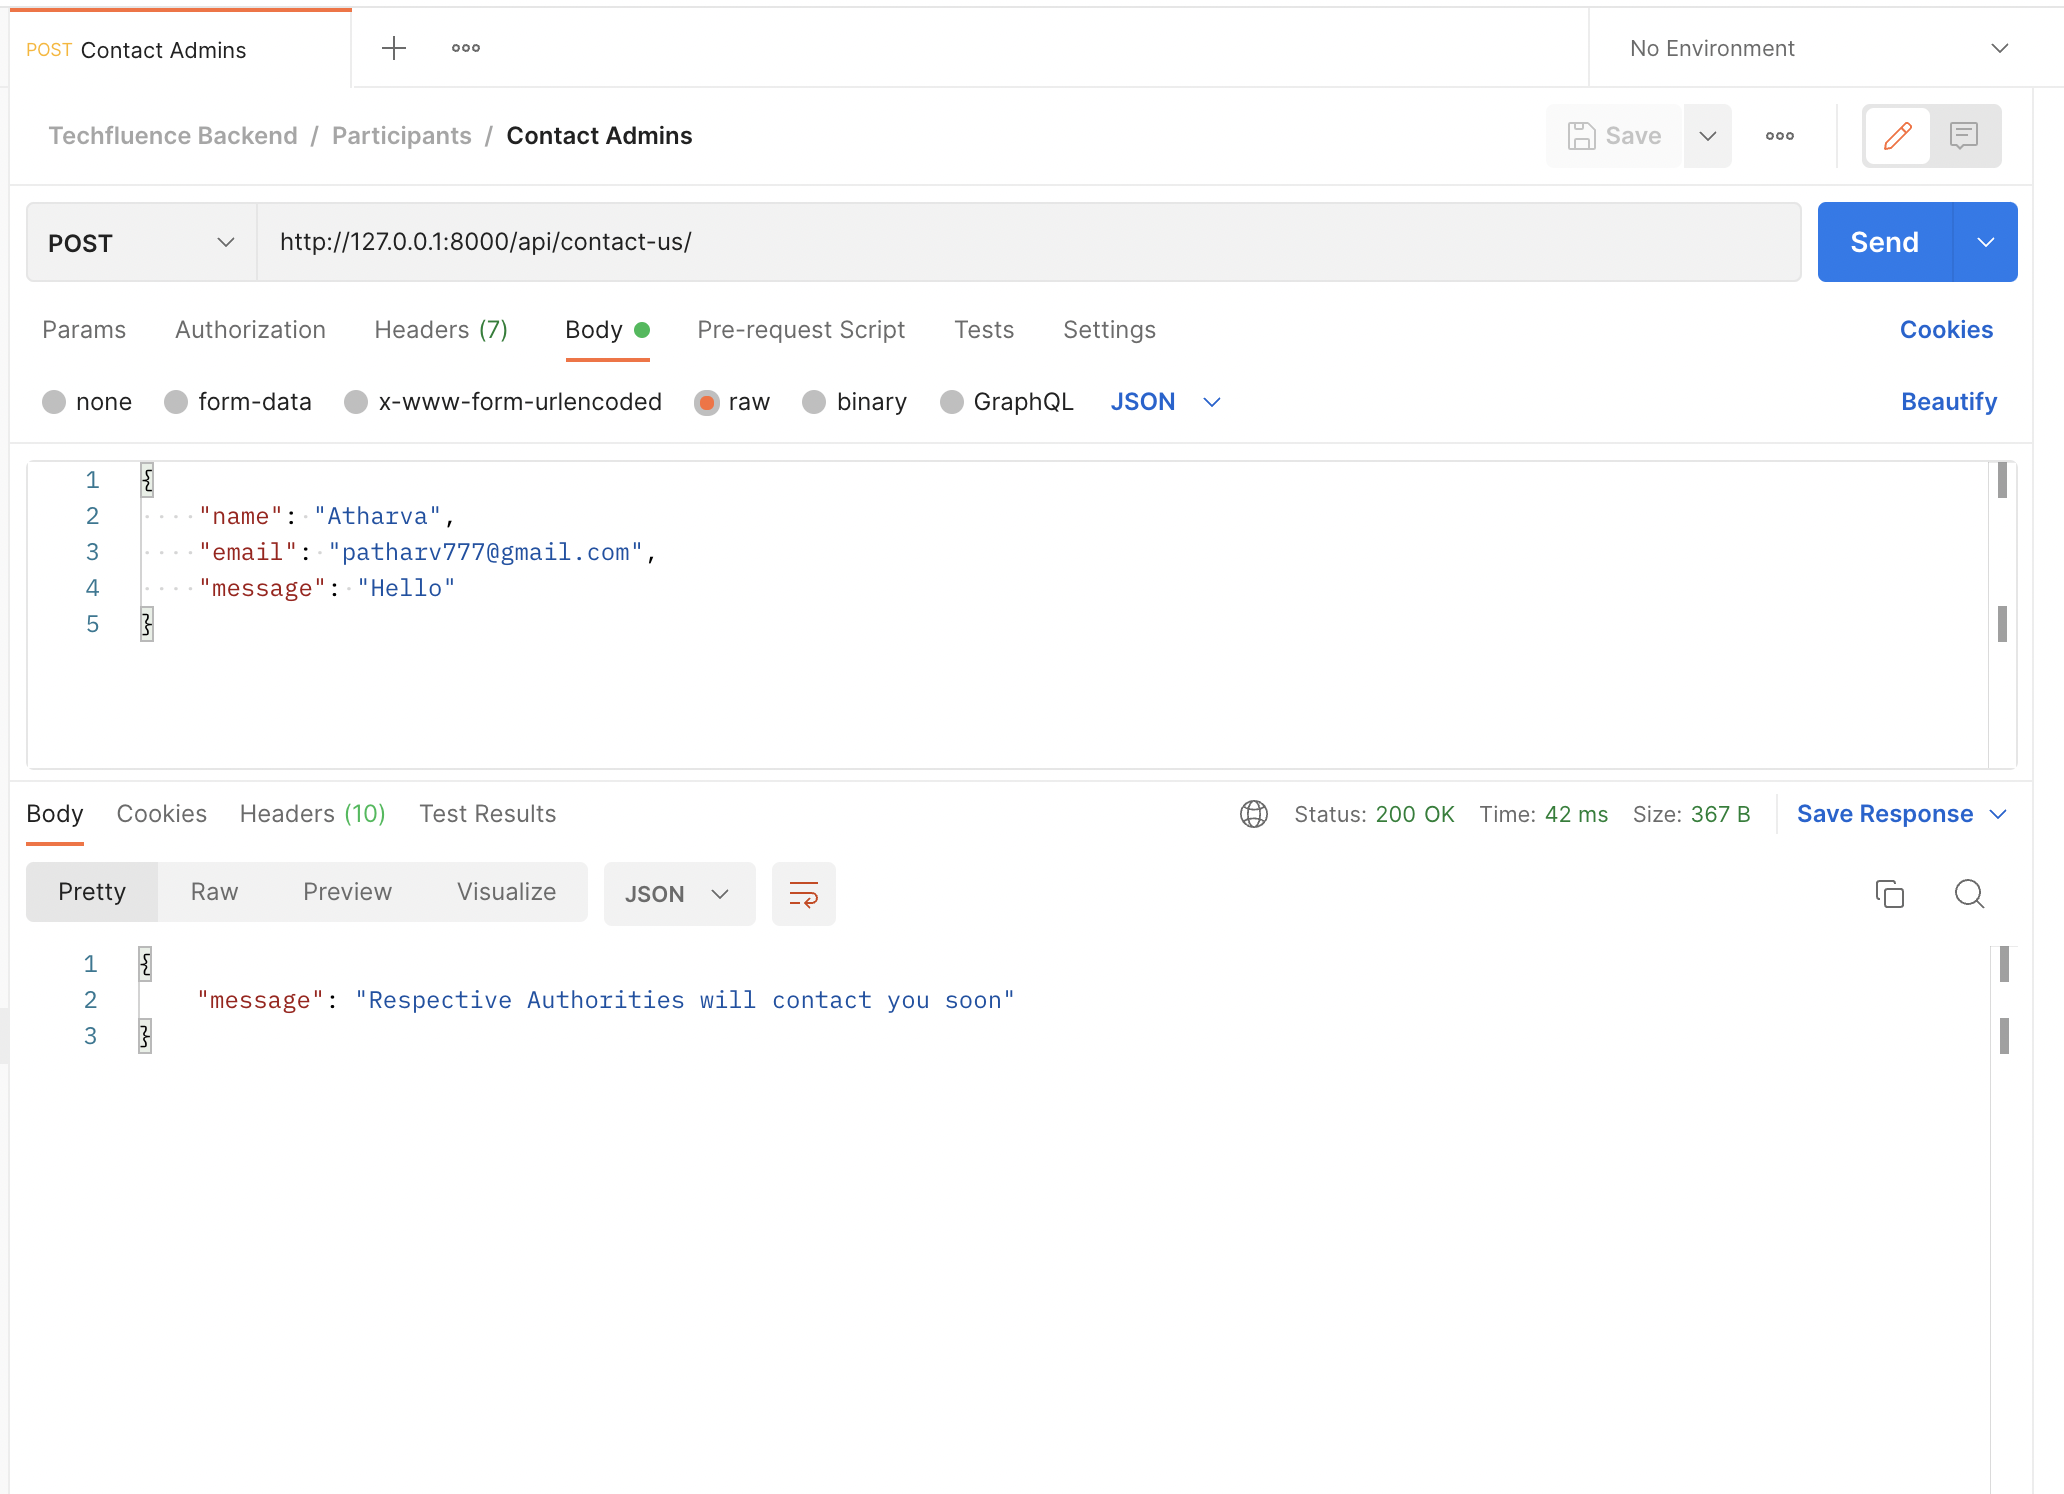 POST Contact Admins
No Environment
Techfluence Backend / Participants / Contact Admins
Save
POST
http://127.0.0.1:8000/api/contact-us/
Send
Params Authorization Headers (7) Body Pre-request Script Tests Settings Cookies
none form-data x-www-form-urlencoded raw binary GraphQL JSON Beautify
1 {
2 "name": "Atharva",
3 "email": "patharv777@gmail.com",
4 "message": "Hello"
5 }
Body Cookies Headers (10) Test Results Status: 200 OK Time: 42 ms Size: 367 B Save Response
Pretty Raw Preview Visualize JSON
1 {
2 "message": "Respective Authorities will contact you soon"
3 }